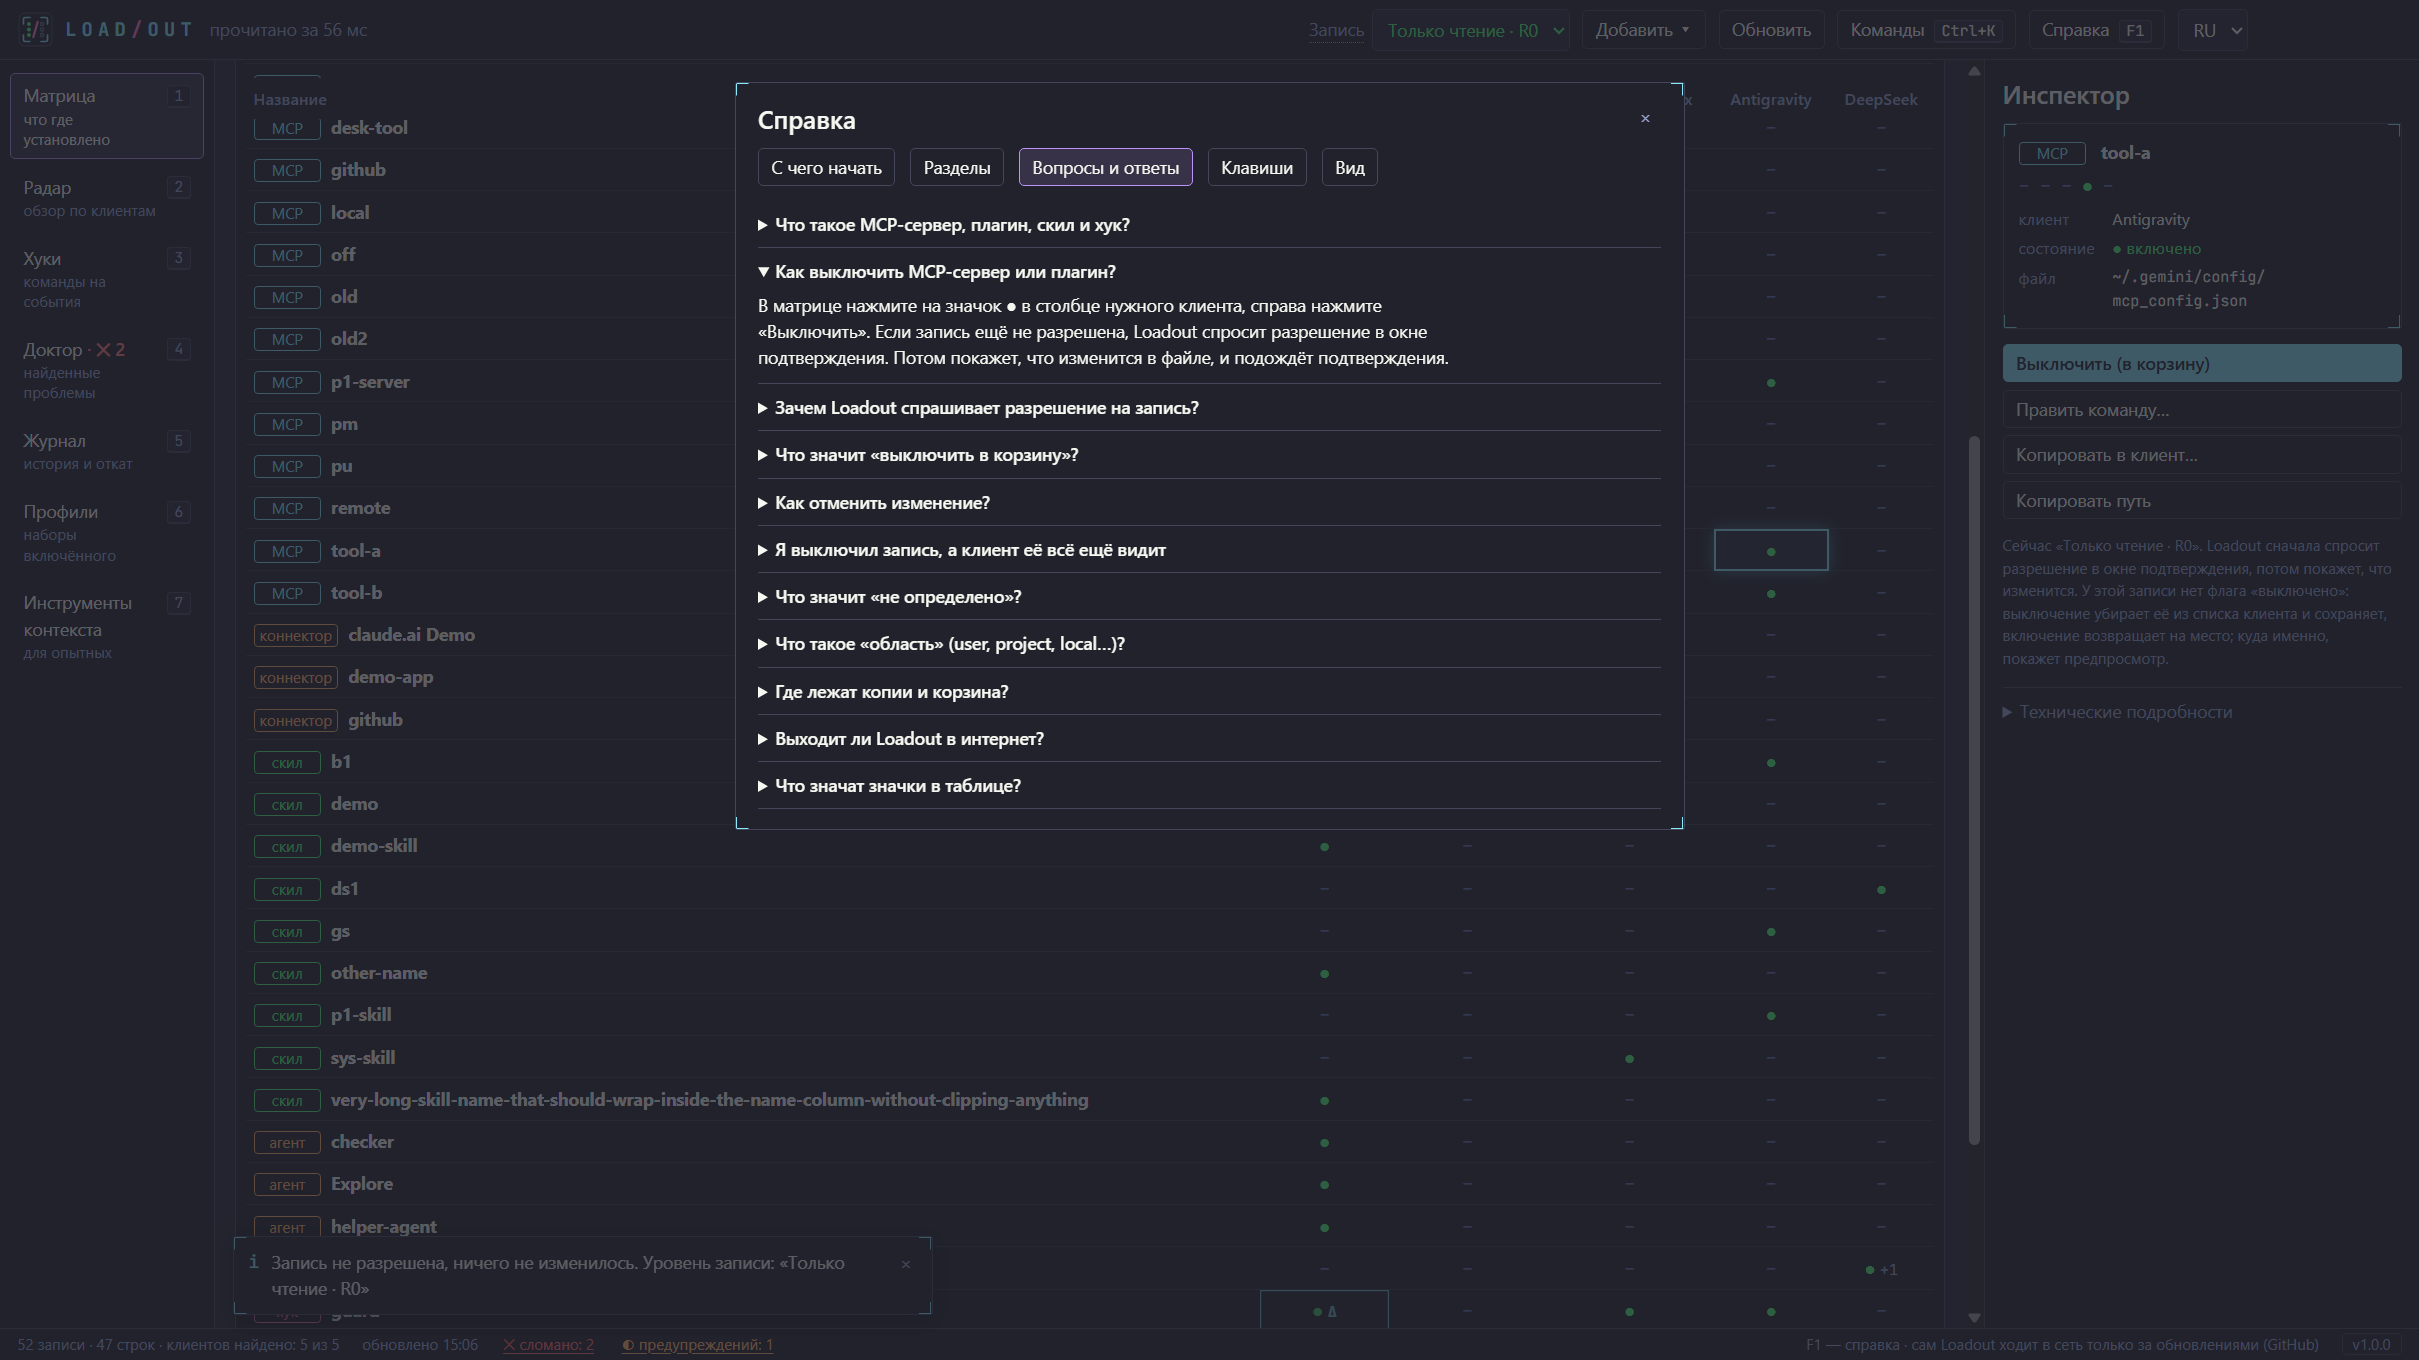 LOAD/OUT прочитано за 56 мс
Запись Только чтение · R0 Добавить Обновить Команды Ctrl+K Справка F1 RU
Матрица 1
что где
установлено
Радар 2
обзор по клиентам
Хуки 3
команды на
события
Доктор · ✕ 2 4
найденные
проблемы
Журнал 5
история и откат
Профили 6
наборы
включённого
Инструменты 7
контекста
для опытных
Название x Antigravity DeepSeek
MCP desk-tool – –
MCP github – –
MCP local – –
MCP off – –
MCP old – –
MCP old2 – –
MCP p1-server ● –
MCP pm – –
MCP pu – –
MCP remote – –
MCP tool-a ● –
MCP tool-b ● –
коннектор claude.ai Demo – –
коннектор demo-app – –
коннектор github – –
скил b1 ● –
скил demo – –
скил demo-skill ● – – – –
скил ds1 – – – – ●
скил gs – – – ● –
скил other-name ● – – – –
скил p1-skill – – – ● –
скил sys-skill – – ● – –
скил very-long-skill-name-that-should-wrap-inside-the-name-column-without-clipping-anything ● – – – –
агент checker ● – – – –
агент Explore ● – – – –
агент helper-agent ● – – – –
– – – – ● +1
хук guard ● Δ – ● ● –
Справка ×
С чего начать Разделы Вопросы и ответы Клавиши Вид
▶ Что такое MCP-сервер, плагин, скил и хук?
▼ Как выключить MCP-сервер или плагин?
В матрице нажмите на значок ● в столбце нужного клиента, справа нажмите
«Выключить». Если запись ещё не разрешена, Loadout спросит разрешение в окне
подтверждения. Потом покажет, что изменится в файле, и подождёт подтверждения.
▶ Зачем Loadout спрашивает разрешение на запись?
▶ Что значит «выключить в корзину»?
▶ Как отменить изменение?
▶ Я выключил запись, а клиент её всё ещё видит
▶ Что значит «не определено»?
▶ Что такое «область» (user, project, local…)?
▶ Где лежат копии и корзина?
▶ Выходит ли Loadout в интернет?
▶ Что значат значки в таблице?
Инспектор
MCP tool-a
– – – ● –
клиент Antigravity
состояние ● включено
файл ~/.gemini/config/
mcp_config.json
Выключить (в корзину)
Править команду…
Копировать в клиент…
Копировать путь
Сейчас «Только чтение · R0». Loadout сначала спросит
разрешение в окне подтверждения, потом покажет, что
изменится. У этой записи нет флага «выключено»:
выключение убирает её из списка клиента и сохраняет,
включение возвращает на место; куда именно,
покажет предпросмотр.
▶ Технические подробности
i Запись не разрешена, ничего не изменилось. Уровень записи: «Только ×
чтение · R0»
52 записи · 47 строк · клиентов найдено: 5 из 5 обновлено 15:06 ✕ сломано: 2 ◐ предупреждений: 1
F1 — справка · сам Loadout ходит в сеть только за обновлениями (GitHub) v1.0.0